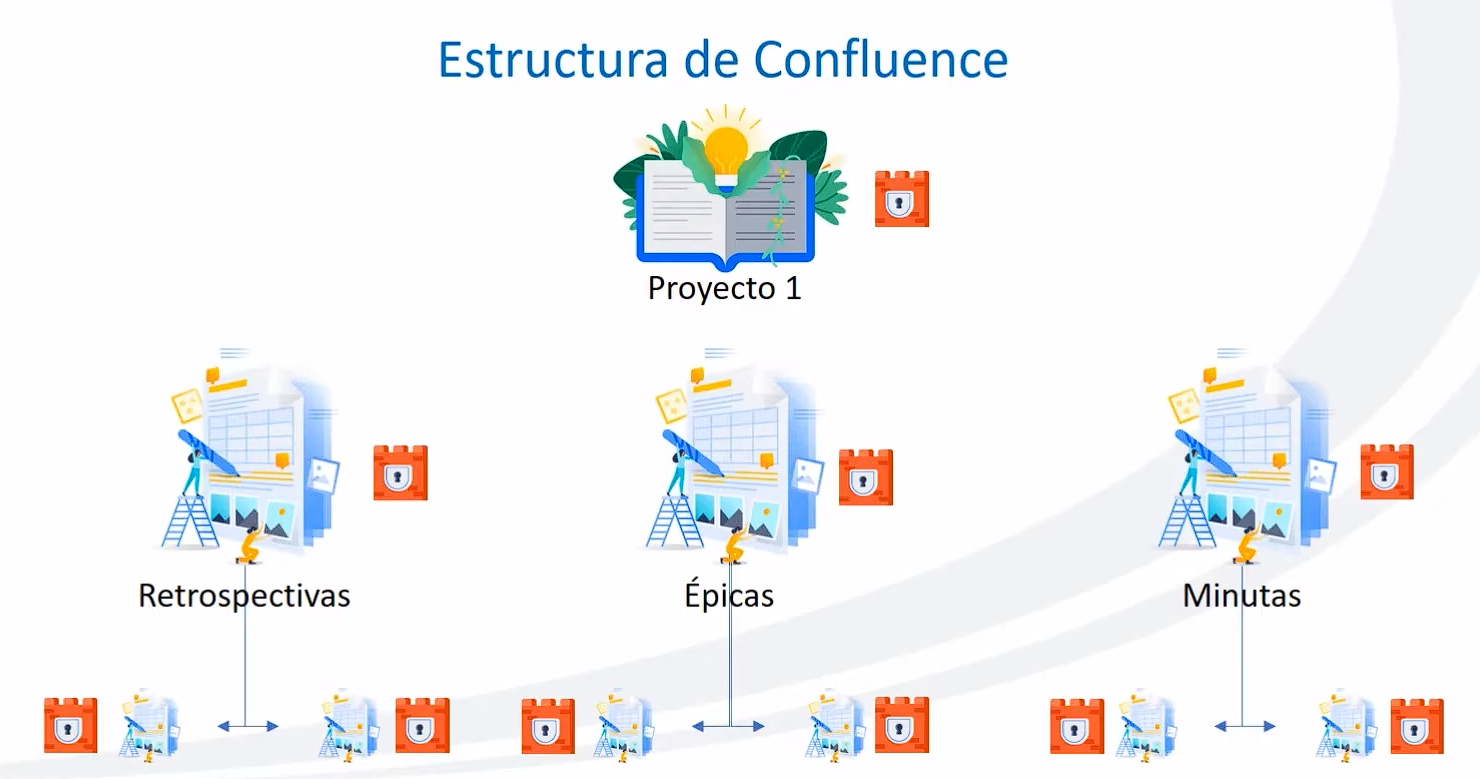 Estructura de Confluence
Proyecto 1
Retrospectivas
Épicas
Minutas